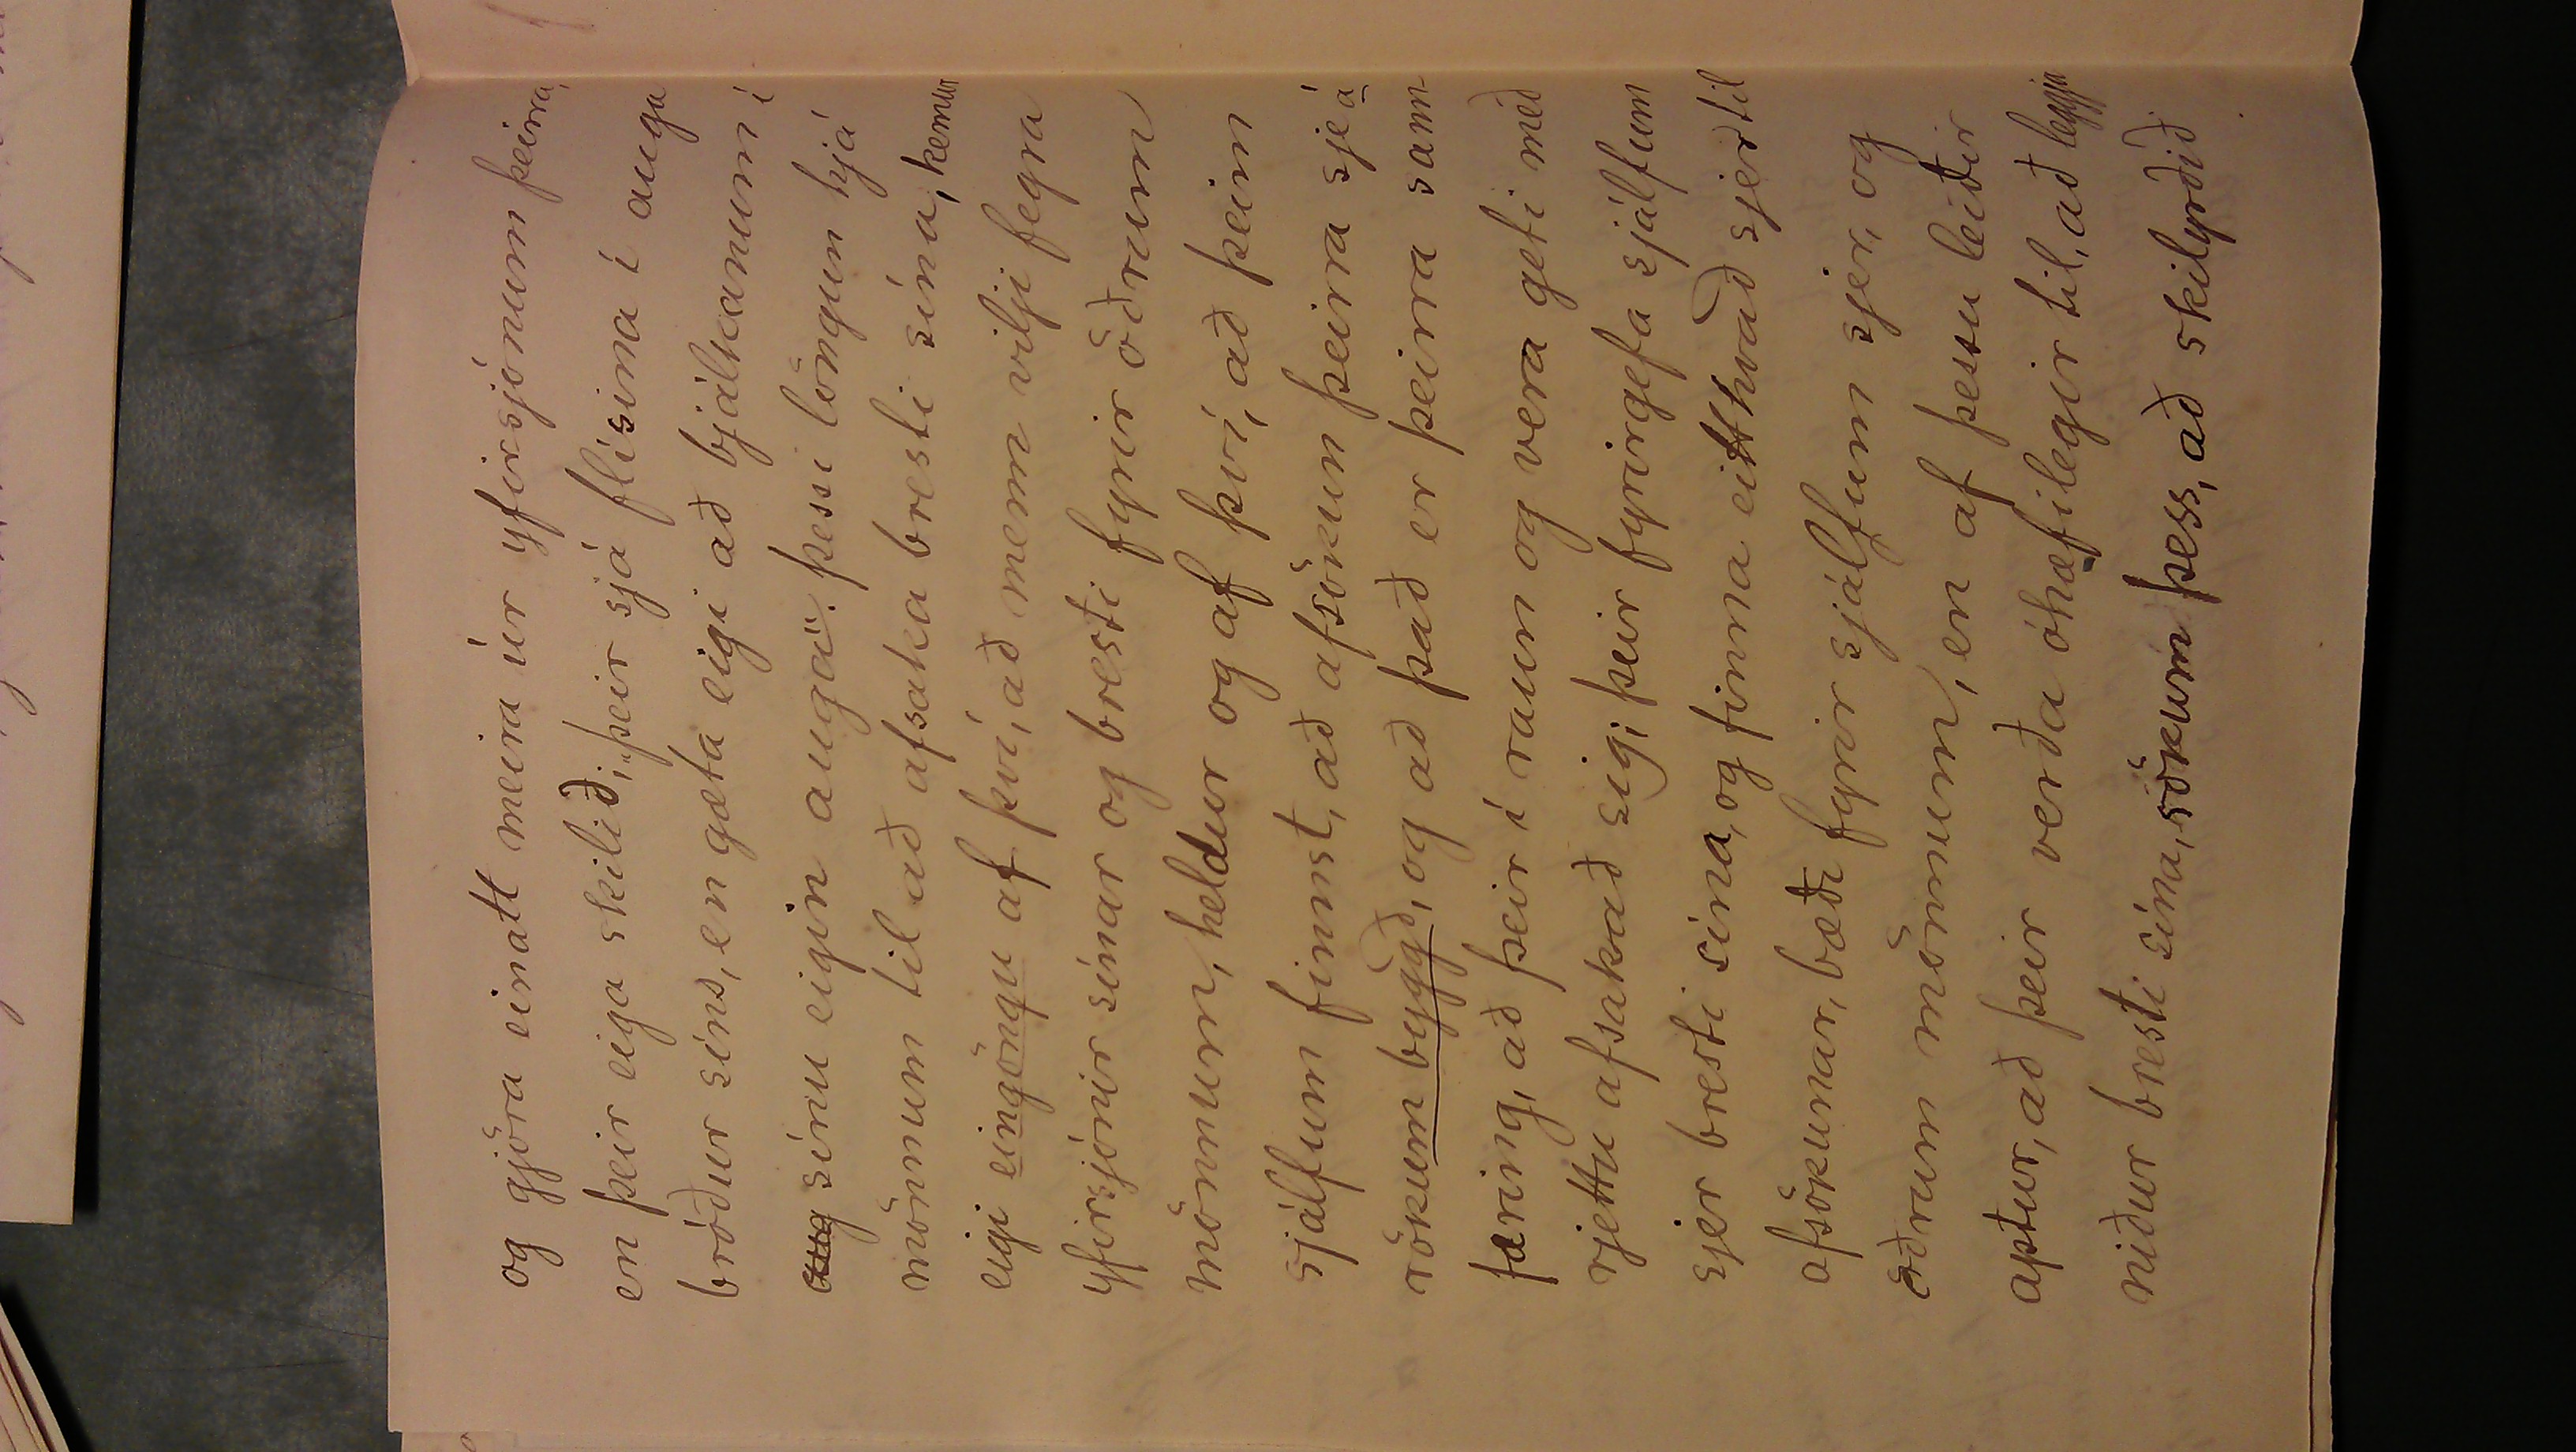 og gjöra einatt meira úr yfirsjónum þeirra,
en þeir eiga skilið; „þeir sjá flísina í auga
bróður síns, en gæta eigi að bjálkanum í
sínu eigin auga“. Þessi löngun hjá
mönnum til að afsaka bresti sína, kemur
eigi eingöngu af því, að menn vilji fegra
yfirsjónir sínar og bresti fyrir öðrum
mönnum, heldur og af því, að þeim
sjálfum finnst, að afsökun þeirra sje á
rökum byggð, og að það er þeirra sann
færing, að þeir í raun og vera geti með
rjettu afsakað sig; þeir fyrirgefa sjálfum
sjer bresti sína, og finna eitthvað sjer til
afsökunar, bæði fyrir sjálfum sjer, og
öðrum mönnum, en af þessu leiðir
aptur, að þeir verða óhæfilegir til, að leggja
niður bresti sína, sökum þess, að skilyrðið